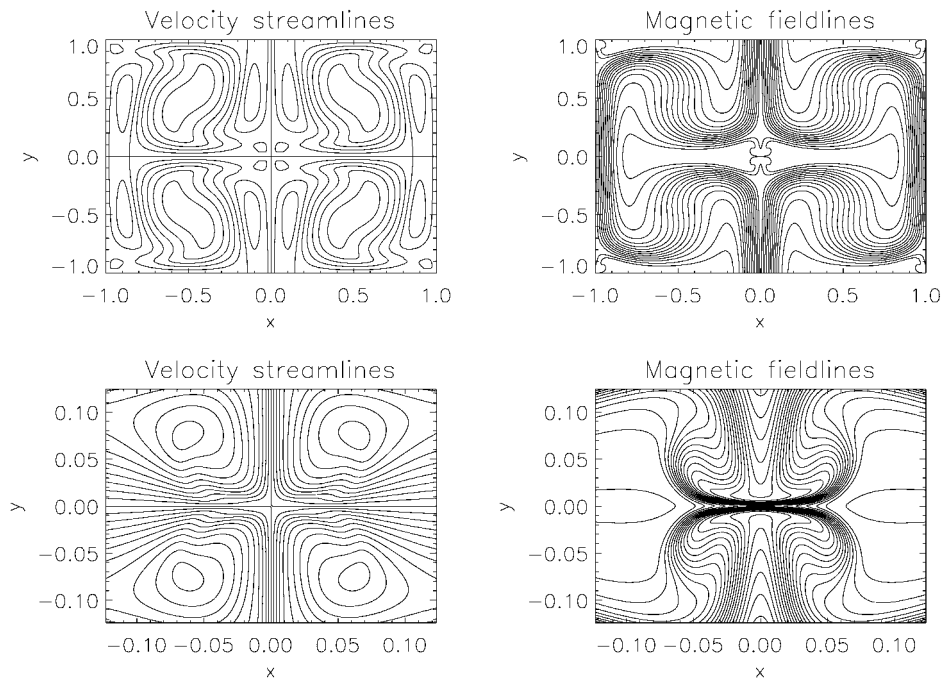 Velocity streamlines
Magnetic fieldlines
1.0
0.5
0.0
−0.5
−1.0
y
−1.0 −0.5 0.0 0.5 1.0
x
1.0
0.5
0.0
−0.5
−1.0
y
−1.0 −0.5 0.0 0.5 1.0
x
Velocity streamlines
Magnetic fieldlines
0.10
0.05
0.00
−0.05
−0.10
y
−0.10 −0.05 0.00 0.05 0.10
x
0.10
0.05
0.00
−0.05
−0.10
y
−0.10 −0.05 0.00 0.05 0.10
x